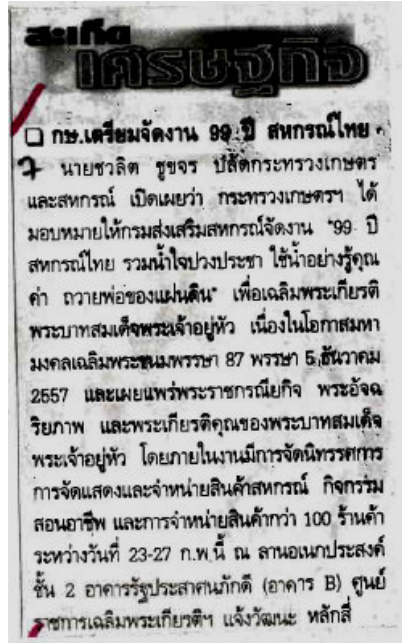 สะเก็ด
เศรษฐกิจ
❑ กษ.เตรียมจัดงาน 99 ปี สหกรณ์ไทย
นายชวลิต ชูขจร ปลัดกระทรวงเกษตร
และสหกรณ์ เปิดเผยว่า กระทรวงเกษตรฯ ได้
มอบหมายให้กรมส่งเสริมสหกรณ์จัดงาน "99 ปี
สหกรณ์ไทย รวมน้ำใจปวงประชา ใช้น้ำอย่างรู้คุณ
ค่า ถวายพ่อของแผ่นดิน" เพื่อเฉลิมพระเกียรติ
พระบาทสมเด็จพระเจ้าอยู่หัว เนื่องในโอกาสมหา
มงคลเฉลิมพระชนมพรรษา 87 พรรษา 5 ธันวาคม
2557 และเผยแพร่พระราชกรณียกิจ พระอัจฉ
ริยภาพ และพระเกียรติคุณของพระบาทสมเด็จ
พระเจ้าอยู่หัว โดยภายในงานมีการจัดนิทรรศการ
การจัดแสดงและจำหน่ายสินค้าสหกรณ์ กิจกรรม
สอนอาชีพ และการจำหน่ายสินค้ากว่า 100 ร้านค้า
ระหว่างวันที่ 23-27 ก.พ.นี้ ณ ลานอเนกประสงค์
ชั้น 2 อาคารรัฐประศาสนภักดี (อาคาร B) ศูนย์
ราชการเฉลิมพระเกียรติฯ แจ้งวัฒนะ หลักสี่